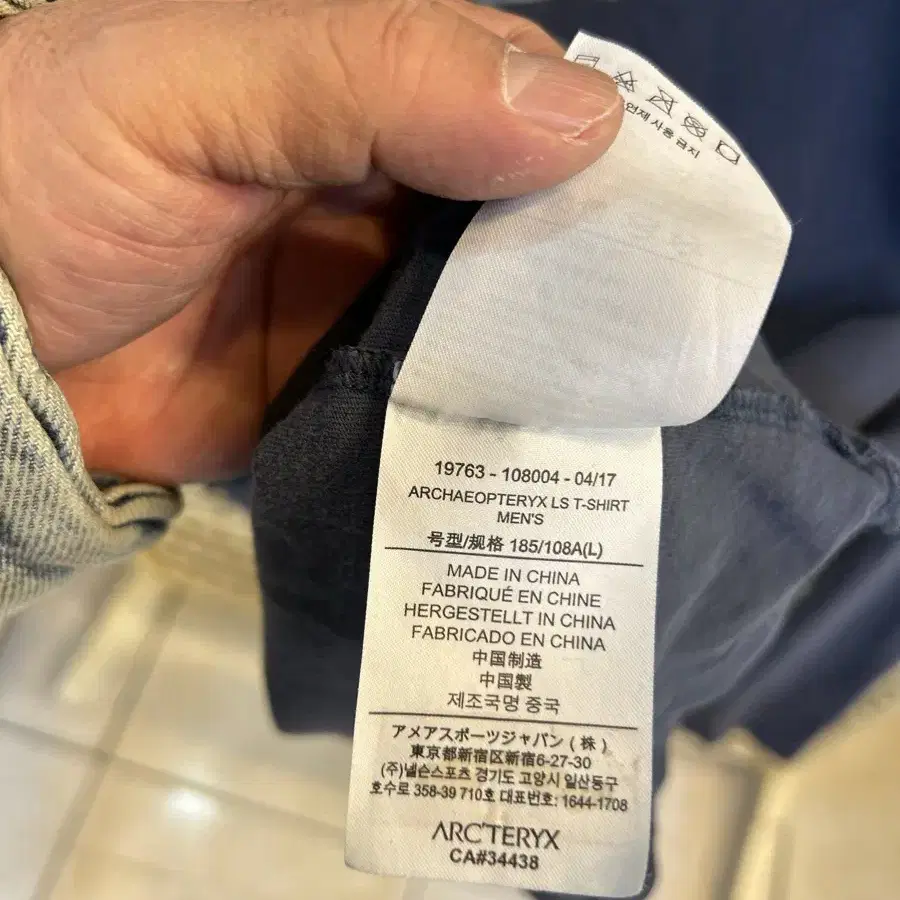 사용 금지
19763 - 108004 - 04/17
ARCHAEOPTERYX LS T-SHIRT
MEN'S
号型/规格 185/108A(L)
MADE IN CHINA
FABRIQUÉ EN CHINE
HERGESTELLT IN CHINA
FABRICADO EN CHINA
中国制造
中国製
제조국명 중국
アメアスポーツジャパン ( 株 )
東京都新宿区新宿6-27-30
(주)넬슨스포츠 경기도 고양시 일산동구
호수로 358-39 710호 대표번호: 1644-1708
ARC'TERYX
CA#34438